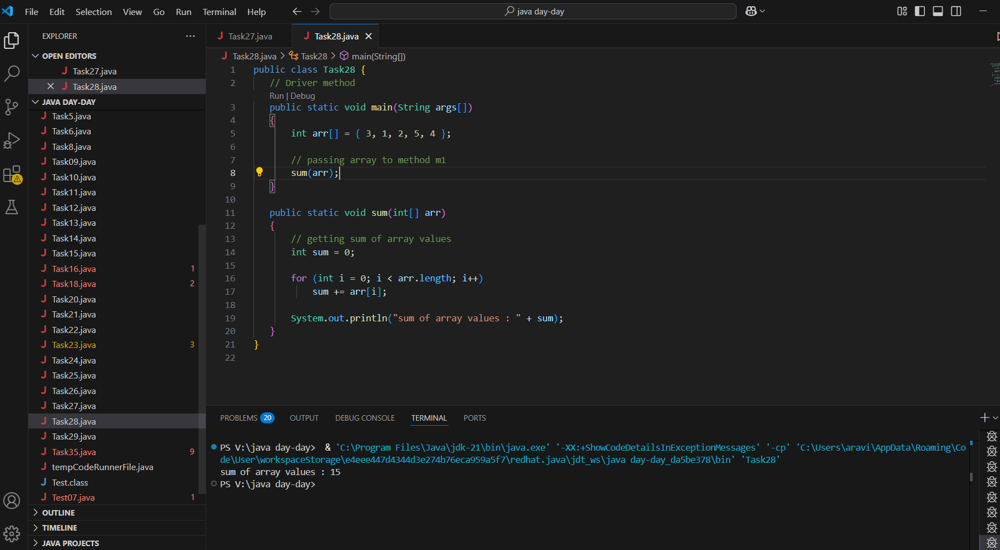 File Edit Selection View Go Run Terminal Help
java day-day
EXPLORER
OPEN EDITORS
Task27.java
Task28.java
JAVA DAY-DAY
Task5.java
Task6.java
Task8.java
Task09.java
Task10.java
Task11.java
Task12.java
Task13.java
Task14.java
Task15.java
Task16.java 1
Task18.java 2
Task20.java
Task21.java
Task22.java
Task23.java 3
Task24.java
Task25.java
Task26.java
Task27.java
Task28.java
Task29.java
Task35.java 9
tempCodeRunnerFile.java
Test.class
Test07.java 1
OUTLINE
TIMELINE
JAVA PROJECTS
Task27.java Task28.java
Task28.java > Task28 > main(String[])
1 public class Task28 {
2 // Driver method
Run | Debug
3 public static void main(String args[])
4 {
5 int arr[] = { 3, 1, 2, 5, 4 };
6
7 // passing array to method m1
8 sum(arr);
9 }
10
11 public static void sum(int[] arr)
12 {
13 // getting sum of array values
14 int sum = 0;
15
16 for (int i = 0; i < arr.length; i++)
17 sum += arr[i];
18
19 System.out.println("sum of array values : " + sum);
20 }
21 }
22
PROBLEMS 20 OUTPUT DEBUG CONSOLE TERMINAL PORTS
PS V:\java day-day> & 'C:\Program Files\Java\jdk-21\bin\java.exe' '-XX:+ShowCodeDetailsInExceptionMessages' '-cp' 'C:\Users\aravi\AppData\Roaming\Co
de\User\workspaceStorage\e4eee447d4344d3e274b76eca959a5f7\redhat.java\jdt_ws\java day-day_da5be378\bin' 'Task28'
sum of array values : 15
PS V:\java day-day>